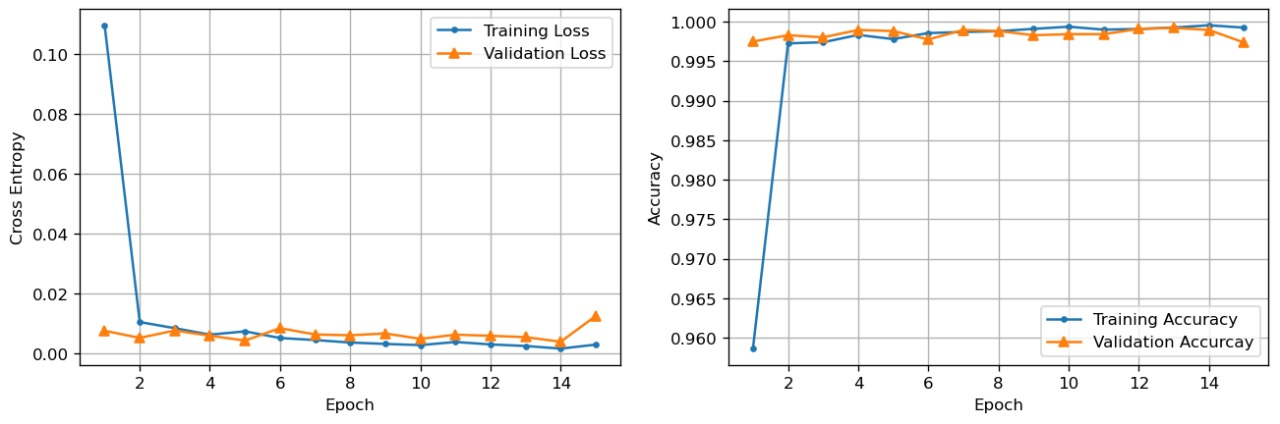 Training Loss
Validation Loss
0.10
0.08
0.06
0.04
0.02
0.00
Cross Entropy
2 4 6 8 10 12 14
Epoch
1.000
0.995
0.990
0.985
0.980
0.975
0.970
0.965
0.960
Accuracy
Training Accuracy
Validation Accurcay
2 4 6 8 10 12 14
Epoch